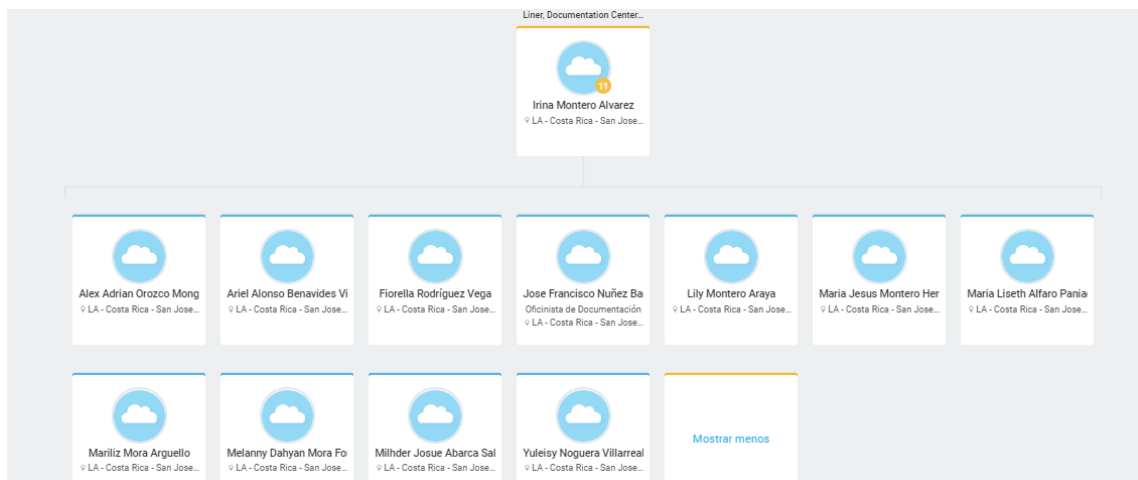 Liner, Documentation Center...
11
Irina Montero Alvarez
LA - Costa Rica - San Jose...
Alex Adrian Orozco Mong
LA - Costa Rica - San Jose...
Ariel Alonso Benavides Vi
LA - Costa Rica - San Jose...
Fiorella Rodríguez Vega
LA - Costa Rica - San Jose...
Jose Francisco Nuñez Ba
Oficinista de Documentación
LA - Costa Rica - San Jose...
Lily Montero Araya
LA - Costa Rica - San Jose...
Maria Jesus Montero Her
LA - Costa Rica - San Jose...
Maria Liseth Alfaro Pania
LA - Costa Rica - San Jose...
Mariliz Mora Arguello
LA - Costa Rica - San Jose...
Melanny Dahyan Mora Fo
LA - Costa Rica - San Jose...
Milhder Josue Abarca Sal
LA - Costa Rica - San Jose...
Yuleisy Noguera Villarreal
LA - Costa Rica - San Jose...
Mostrar menos